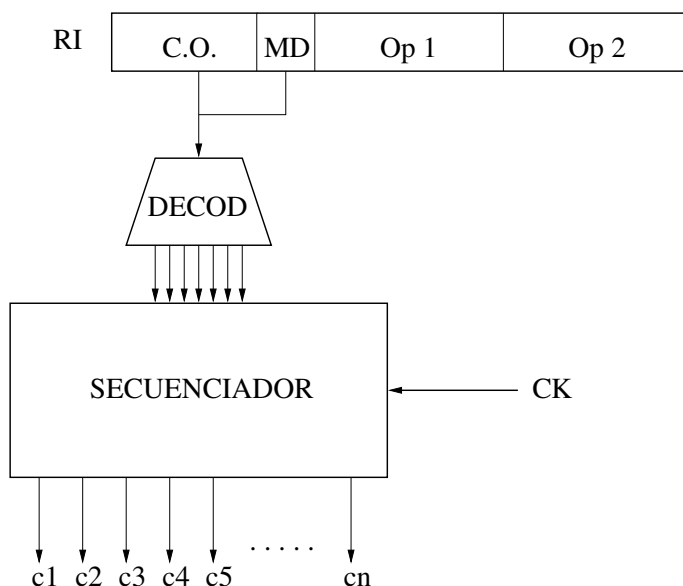 RI C.O. MD Op 1 Op 2
DECOD
SECUENCIADOR CK
c1 c2 c3 c4 c5 ..... cn